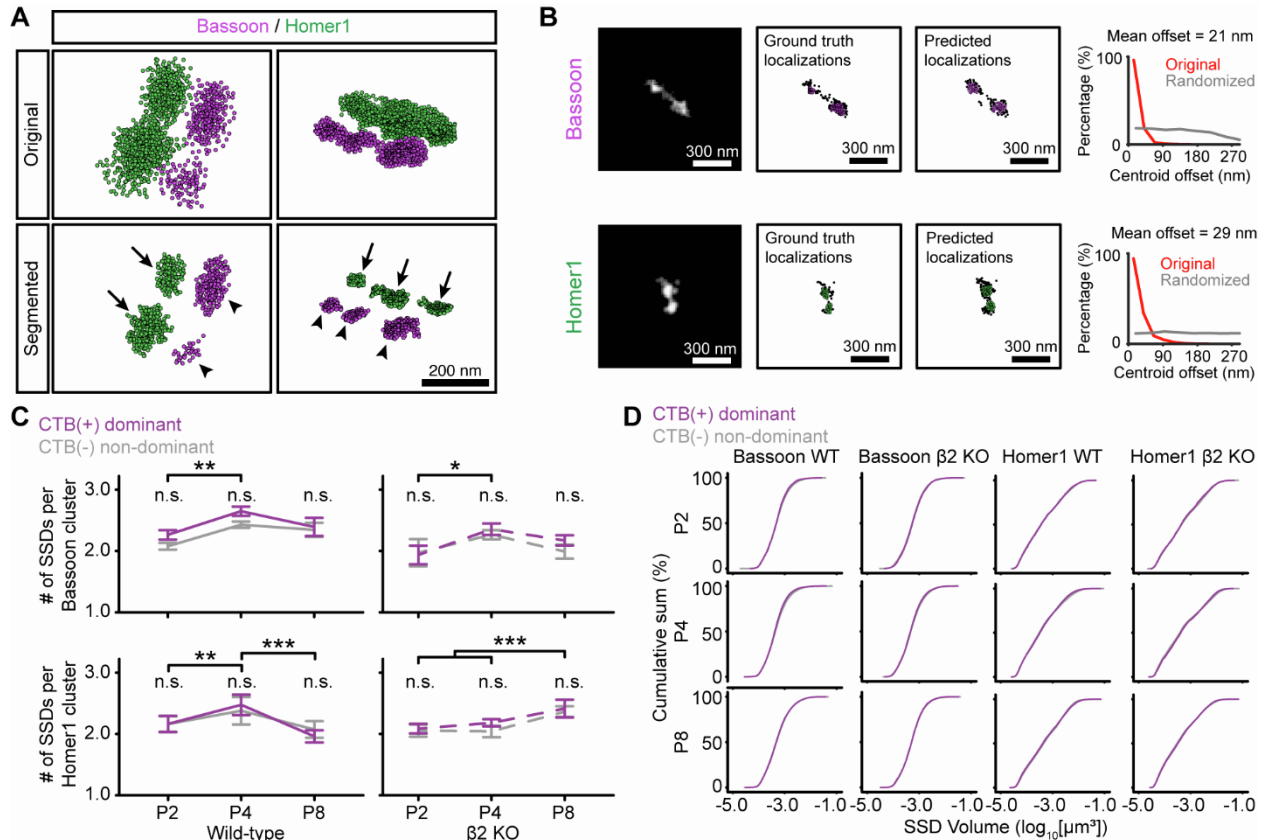 A
Bassoon / Homer1
Original
Segmented
200 nm
B
Bassoon
300 nm
Ground truth
localizations
300 nm
Predicted
localizations
300 nm
Mean offset = 21 nm
Original
Randomized
Percentage (%)
100
50
0
0 90 180 270
Centroid offset (nm)
Homer1
300 nm
Ground truth
localizations
300 nm
Predicted
localizations
300 nm
Mean offset = 29 nm
Original
Randomized
Percentage (%)
100
50
0
0 90 180 270
Centroid offset (nm)
C
CTB(+) dominant
CTB(-) non-dominant
# of SSDs per
Bassoon cluster
3.0
2.0
1.0
**
n.s. n.s. n.s.
*
n.s. n.s. n.s.
# of SSDs per
Homer1 cluster
3.0
2.0
1.0
** ***
n.s. n.s. n.s.
***
n.s. n.s. n.s.
P2 P4 P8
Wild-type
P2 P4 P8
β2 KO
D
CTB(+) dominant
CTB(-) non-dominant
Bassoon WT Bassoon β2 KO Homer1 WT Homer1 β2 KO
Cumulative sum (%)
P2
100
50
0
P4
100
50
0
P8
100
50
0
-5.0 -3.0 -1.0 -5.0 -3.0 -1.0 -5.0 -3.0 -1.0 -5.0 -3.0 -1.0
SSD Volume (log10[µm³])